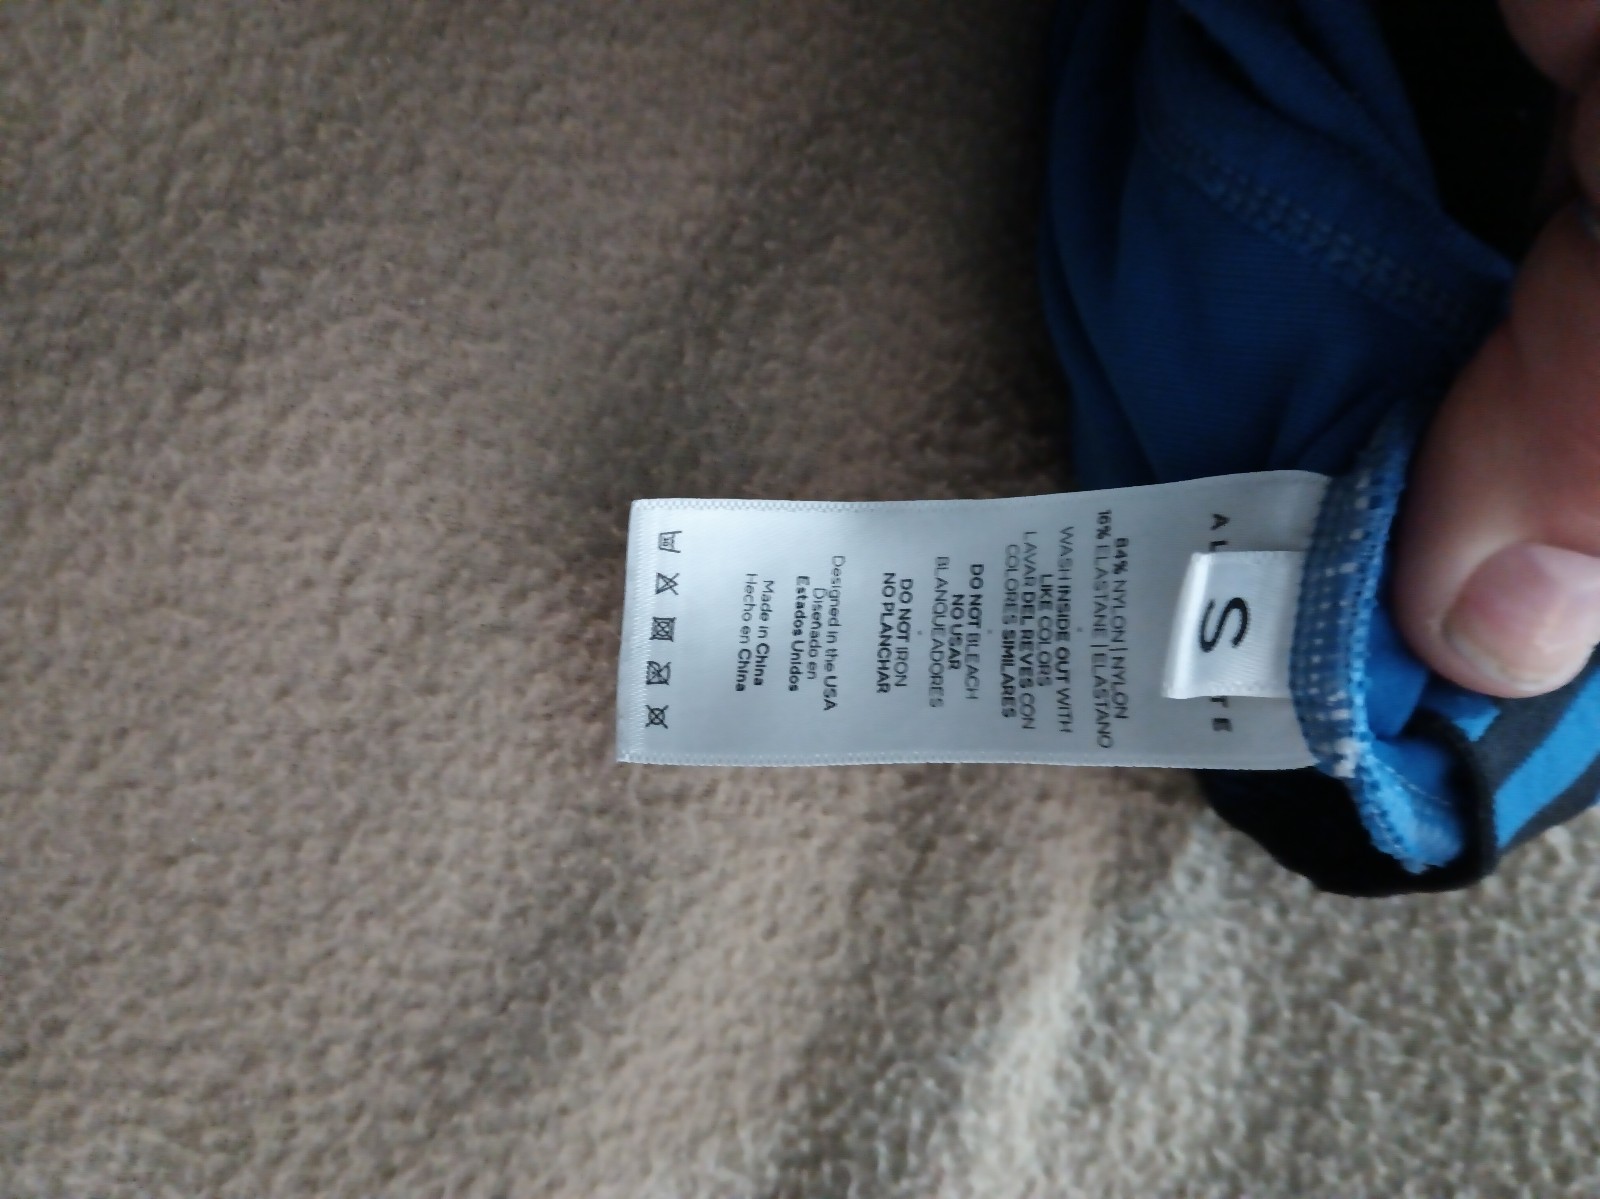 S
84% NYLON | NYLON
16% ELASTANE | ELASTANO
WASH INSIDE OUT WITH
LIKE COLORS
LAVAR DEL REVES CON
COLORES SIMILARES
DO NOT BLEACH
NO USAR
BLANQUEADORES
DO NOT IRON
NO PLANCHAR
Designed in the USA
Diseñado en
Estados Unidos
Made in China
Hecho en China